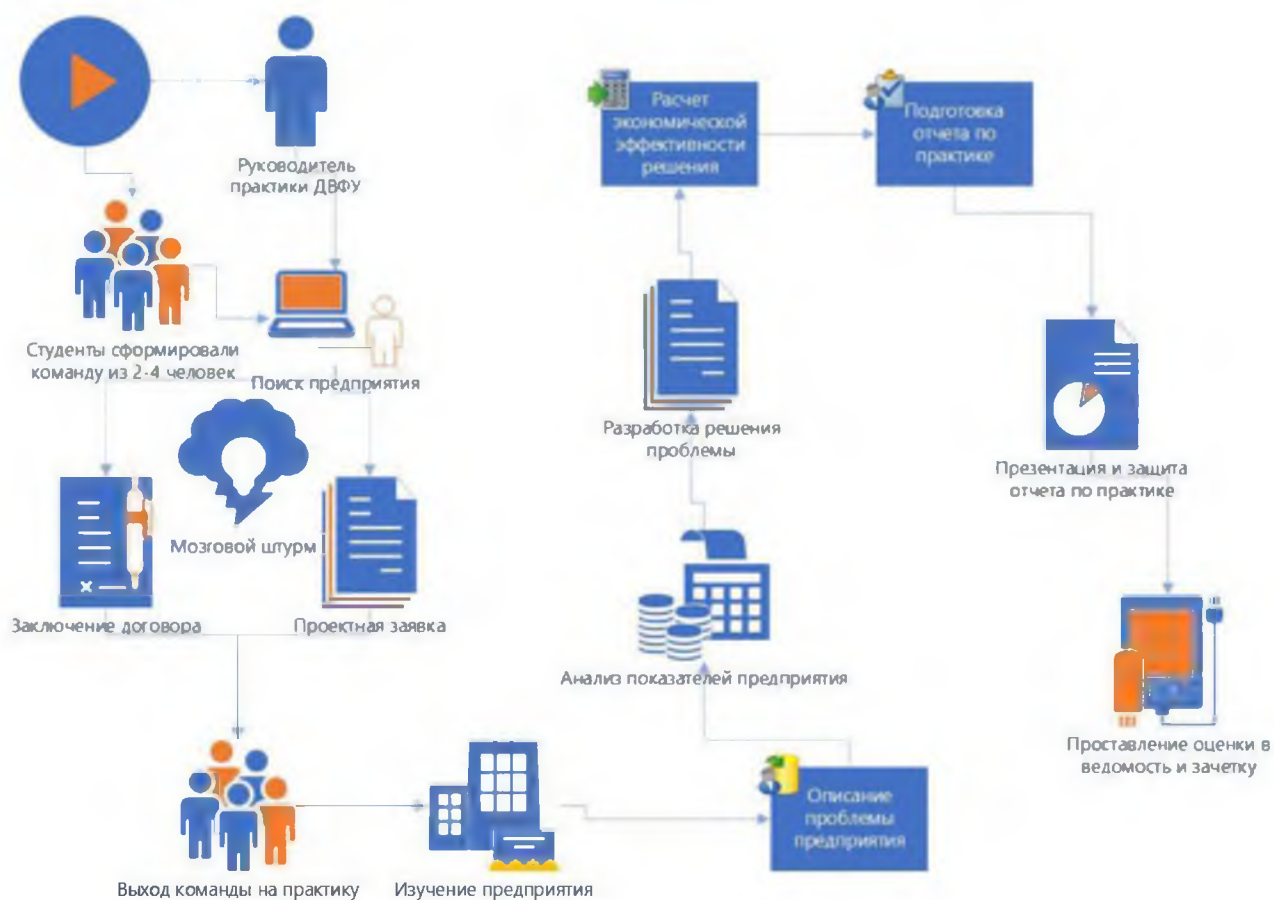 Руководитель
практики ДВФУ
Студенты сформировали
команду из 2-4 человек
Поиск предприятия
Мозговой штурм
Заключение договора
Проектная заявка
Выход команды на практику
Изучение предприятия
Описание
проблемы
предприятия
Анализ показателей предприятия
Разработка решения
проблемы
Расчет
экономической
эффективности
решения
Подготовка
отчета по
практике
Презентация и защита
отчета по практике
Проставление оценки в
ведомость и зачетку